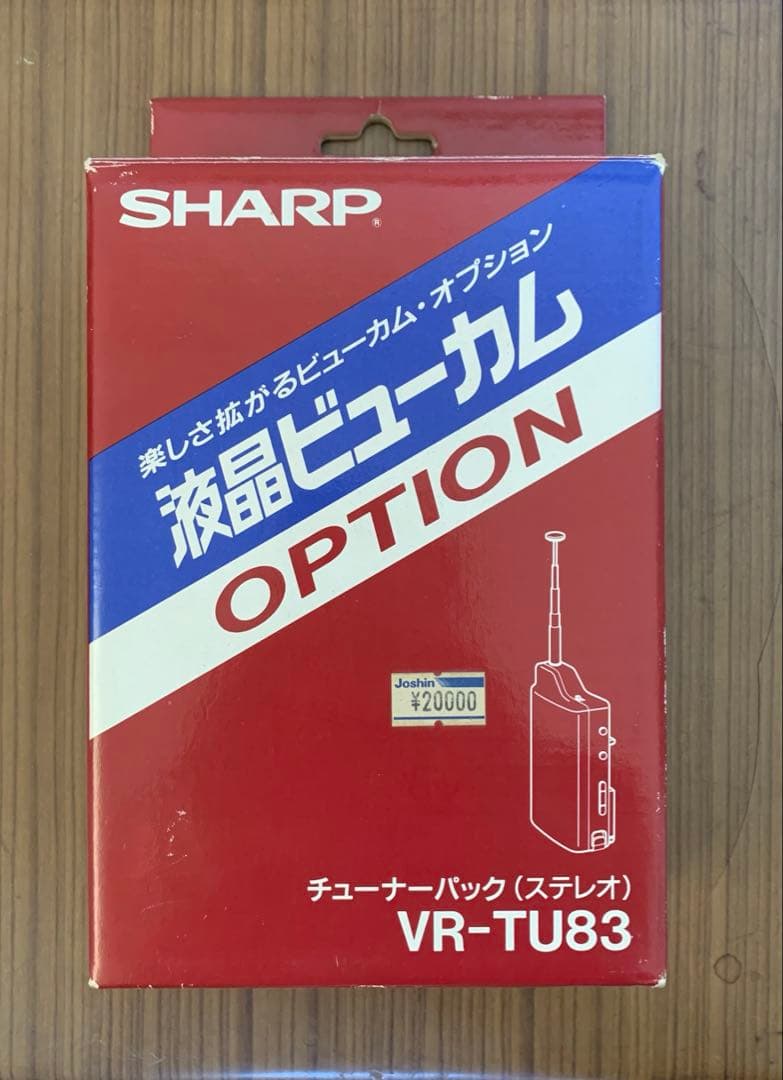 SHARP®
楽しさ拡がるビューカム・オプション
液晶ビューカム
OPTION
Joshin
¥20000
チューナーパック(ステレオ)
VR-TU83